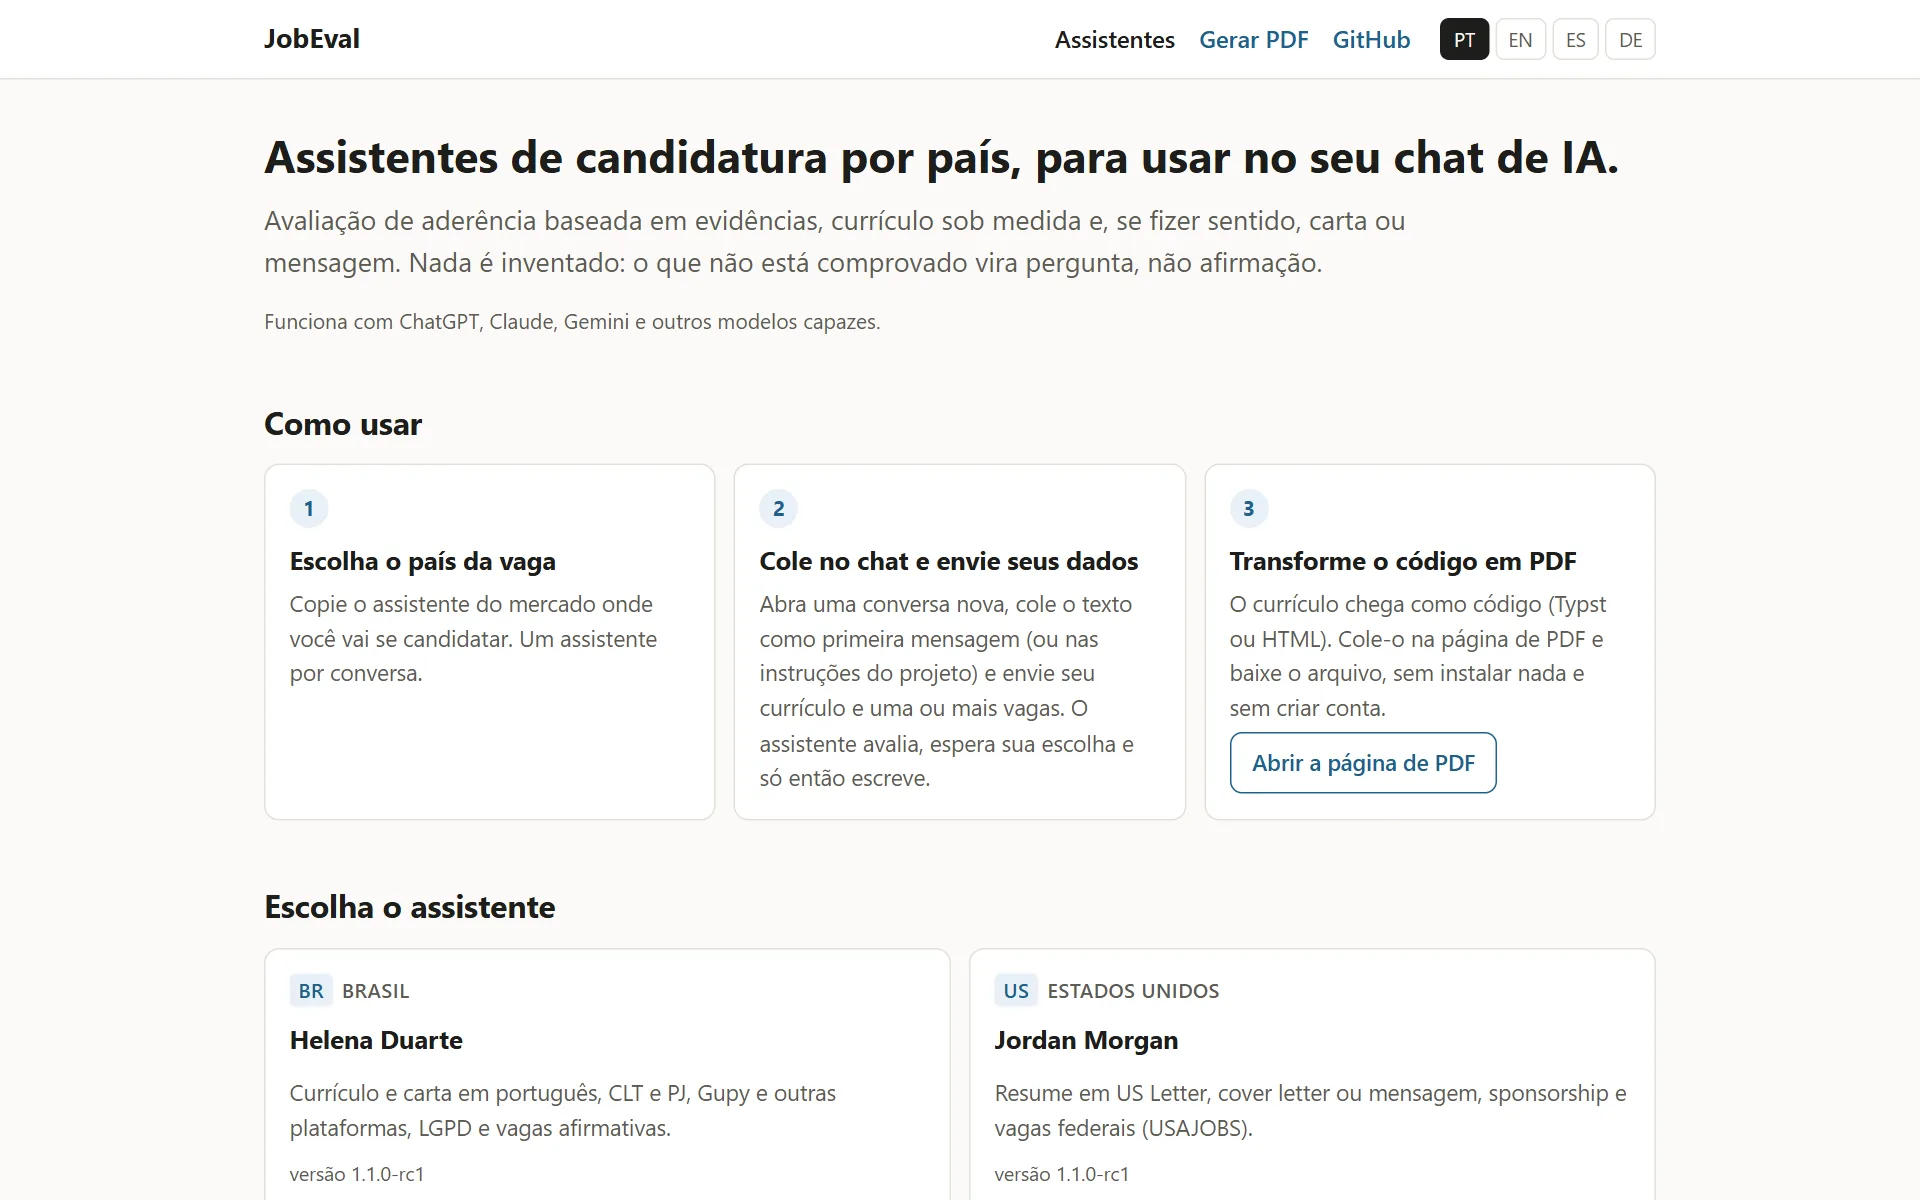 JobEval
Assistentes
Gerar PDF
GitHub
PT
EN
ES
DE
Assistentes de candidatura por país, para usar no seu chat de IA.
Avaliação de aderência baseada em evidências, currículo sob medida e, se fizer sentido, carta ou
mensagem. Nada é inventado: o que não está comprovado vira pergunta, não afirmação.
Funciona com ChatGPT, Claude, Gemini e outros modelos capazes.
Como usar
1
Escolha o país da vaga
Copie o assistente do mercado onde
você vai se candidatar. Um assistente
por conversa.
2
Cole no chat e envie seus dados
Abra uma conversa nova, cole o texto
como primeira mensagem (ou nas
instruções do projeto) e envie seu
currículo e uma ou mais vagas. O
assistente avalia, espera sua escolha e
só então escreve.
3
Transforme o código em PDF
O currículo chega como código (Typst
ou HTML). Cole-o na página de PDF e
baixe o arquivo, sem instalar nada e
sem criar conta.
Abrir a página de PDF
Escolha o assistente
BR BRASIL
Helena Duarte
Currículo e carta em português, CLT e PJ, Gupy e outras
plataformas, LGPD e vagas afirmativas.
versão 1.1.0-rc1
US ESTADOS UNIDOS
Jordan Morgan
Resume em US Letter, cover letter ou mensagem, sponsorship e
vagas federais (USAJOBS).
versão 1.1.0-rc1